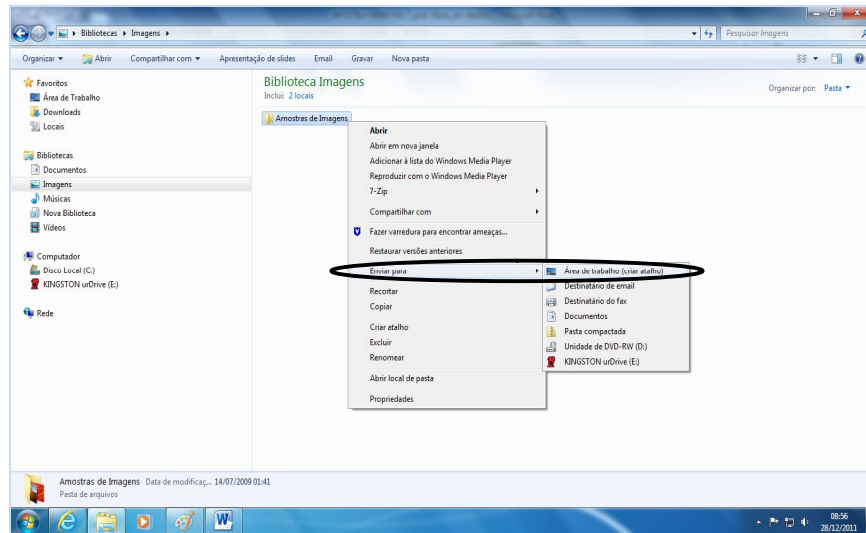 Bibliotecas ▸ Imagens ▸
Pesquisar Imagens
Organizar ▾ Abrir Compartilhar com ▾ Apresentação de slides Email Gravar Nova pasta
Favoritos
Área de Trabalho
Downloads
Locais
Bibliotecas
Documentos
Imagens
Músicas
Nova Biblioteca
Vídeos
Computador
Disco Local (C:)
KINGSTON urDrive (E:)
Rede
Biblioteca Imagens
Inclui: 2 locais
Organizar por: Pasta ▾
Amostras de Imagens
Abrir
Abrir em nova janela
Adicionar à lista do Windows Media Player
Reproduzir com o Windows Media Player
7-Zip
Compartilhar com
Fazer varredura para encontrar ameaças...
Restaurar versões anteriores
Enviar para
Recortar
Copiar
Criar atalho
Excluir
Renomear
Abrir local de pasta
Propriedades
Área de trabalho (criar atalho)
Destinatário de email
Destinatário do fax
Documentos
Pasta compactada
Unidade de DVD-RW (D:)
KINGSTON urDrive (E:)
Amostras de Imagens Data de modificaç... 14/07/2009 01:41
Pasta de arquivos
08:56
28/12/2011